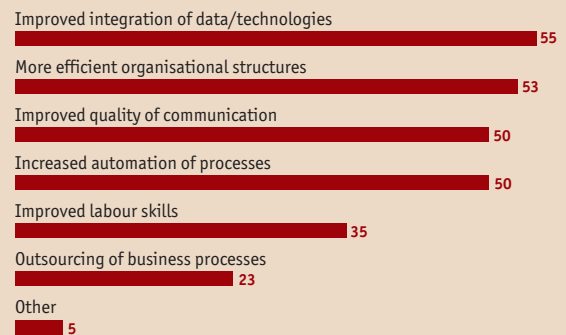 Improved integration of data/technologies
55
More efficient organisational structures
53
Improved quality of communication
50
Increased automation of processes
50
Improved labour skills
35
Outsourcing of business processes
23
Other
5